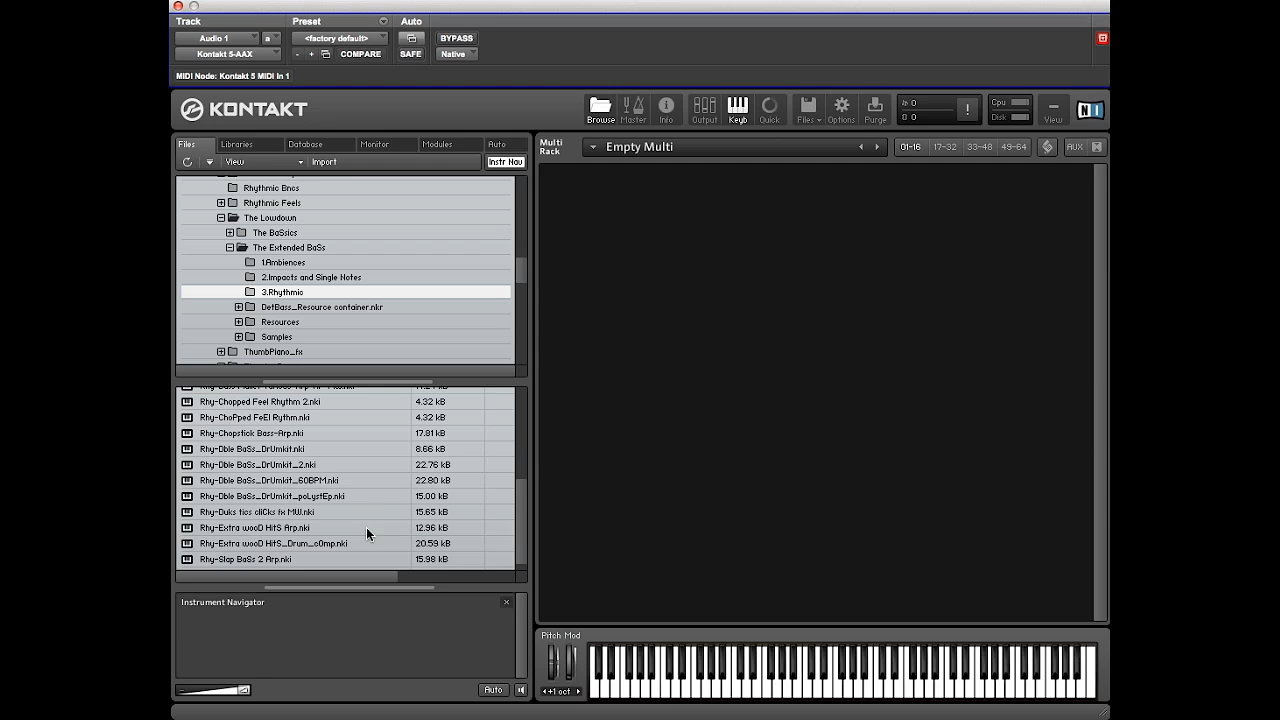 Track Preset Auto
Audio 1 a <factory default> BYPASS
Kontakt 5-AAX - + COMPARE SAFE Native
MIDI Node: Kontakt 5 MIDI In 1
KONTAKT
Browse Master Info Output Keyb Quick Files Options Purge 0 0 0 ! Cpu Disk View NI
Files Libraries Database Monitor Modules Auto
View Import Instr Nav
Multi Rack Empty Multi 01-16 17-32 33-48 49-64 AUX
Rhythmic Bncs
Rhythmic Feels
The Lowdown
The BaSsics
The Extended BaSs
1.Ambiences
2.Impacts and Single Notes
3.Rhythmic
DetBass_Resource container.nkr
Resources
Samples
ThumbPiano_fx
Rhy-Chopped Feel Rhythm 2.nki 4.32 kB
Rhy-ChoPped FeEl Rythm.nki 4.32 kB
Rhy-Chopstick Bass-Arp.nki 17.81 kB
Rhy-Dble BaSs_DrUmkit.nki 8.66 kB
Rhy-Dble BaSs_DrUmkit_2.nki 22.76 kB
Rhy-Dble BaSs_DrUmkit_60BPM.nki 22.80 kB
Rhy-Dble BaSs_DrUmkit_poLystEp.nki 15.00 kB
Rhy-Duks tics cliCks fx MW.nki 15.65 kB
Rhy-Extra wooD HitS Arp.nki 12.96 kB
Rhy-Extra wooD HitS_Drum_cOmp.nki 20.59 kB
Rhy-Slap BaSs 2 Arp.nki 15.98 kB
Instrument Navigator
Auto
Pitch Mod
+1 oct